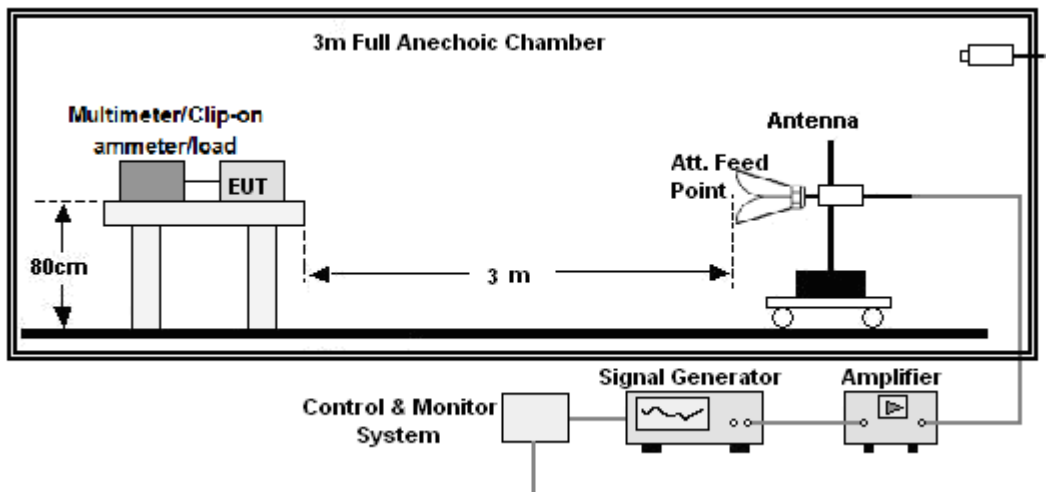 3m Full Anechoic Chamber
Multimeter/Clip-on
ammeter/load
EUT
80cm
3 m
Antenna
Att. Feed
Point
Signal Generator
Amplifier
Control & Monitor
System